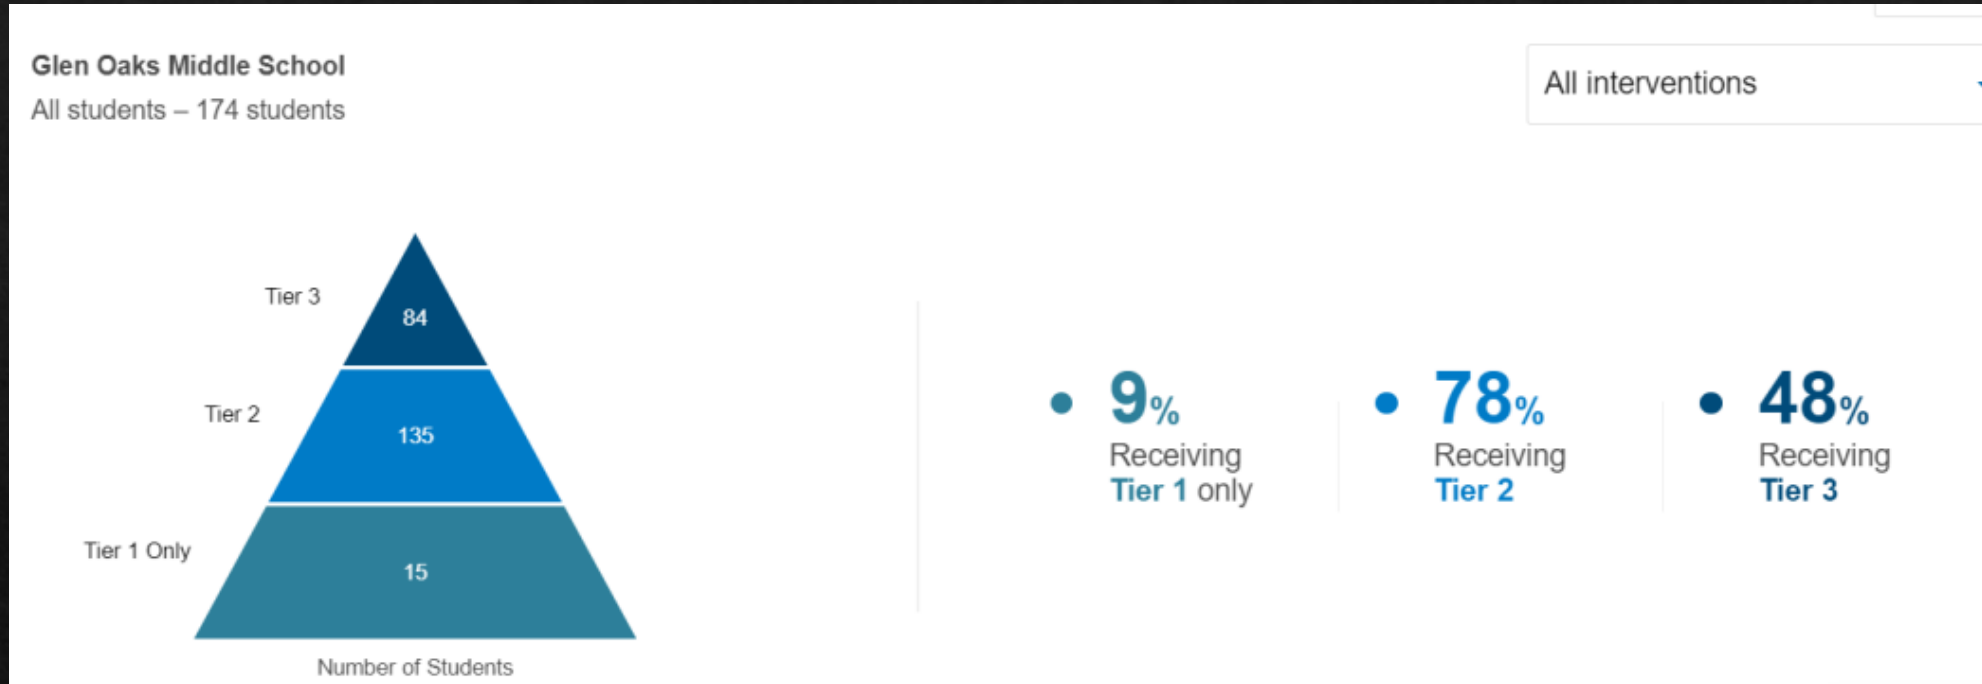 Glen Oaks Middle School
All students – 174 students
All interventions
Tier 3
84
Tier 2
135
Tier 1 Only
15
Number of Students
9%
Receiving
Tier 1 only
78%
Receiving
Tier 2
48%
Receiving
Tier 3